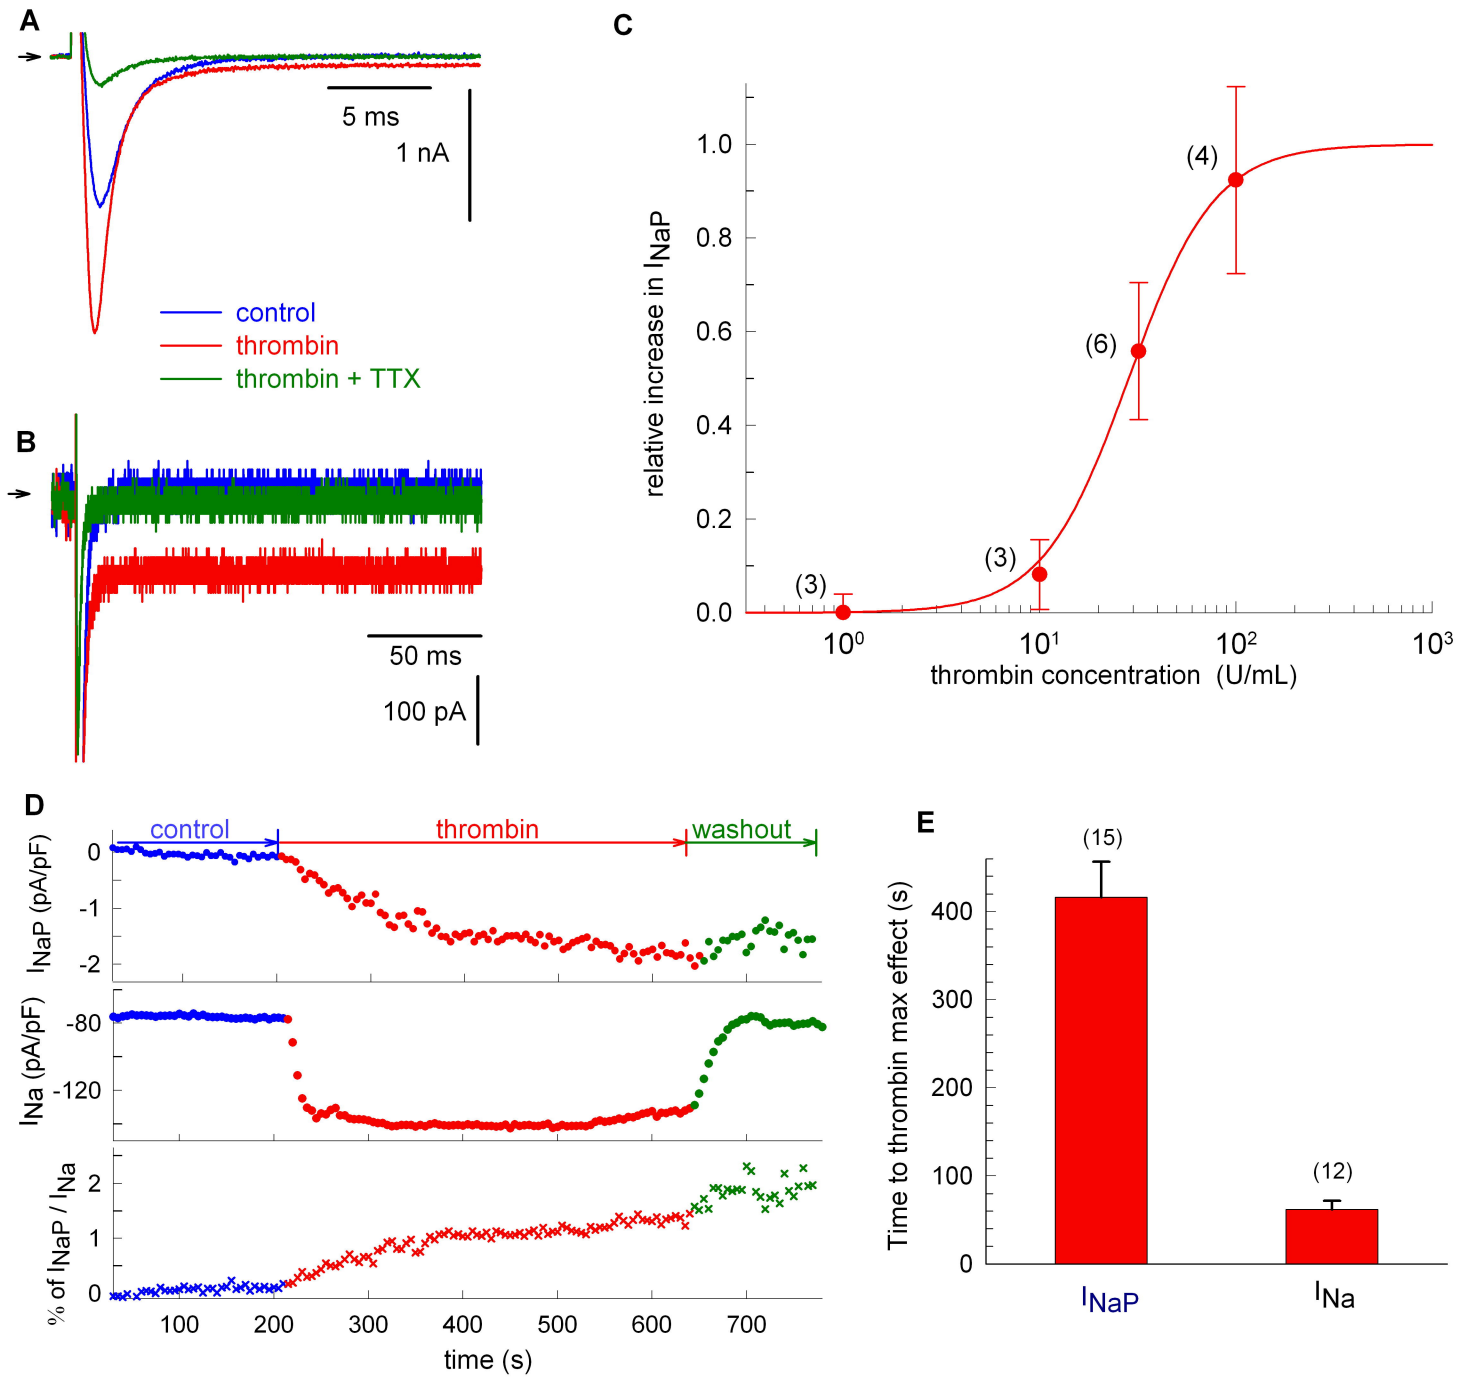 A
5 ms
1 nA
control
thrombin
thrombin + TTX
B
50 ms
100 pA
C
relative increase in INaP
1.0
0.8
0.6
0.4
0.2
0.0
(3)
(3)
(6)
(4)
10⁰ 10¹ 10² 10³
thrombin concentration (U/mL)
D
control thrombin washout
INaP (pA/pF)
0
-1
-2
INa (pA/pF)
-80
-120
% of INaP / INa
2
1
0
100 200 300 400 500 600 700
time (s)
E
Time to thrombin max effect (s)
400
300
200
100
0
(15)
(12)
INaP INa